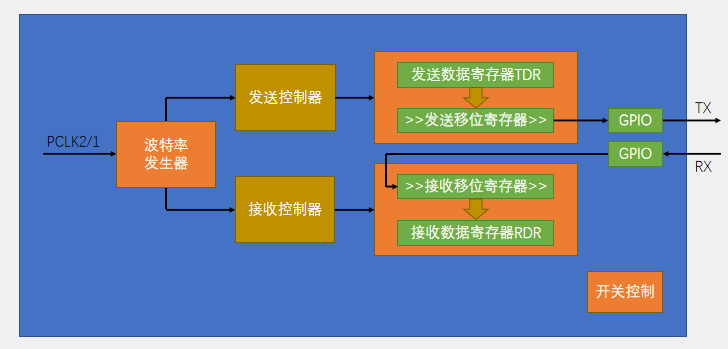 发送数据寄存器TDR
发送控制器
>>发送移位寄存器>>
GPIO
TX
PCLK2/1
波特率
发生器
GPIO
RX
接收控制器
>>接收移位寄存器>>
接收数据寄存器RDR
开关控制